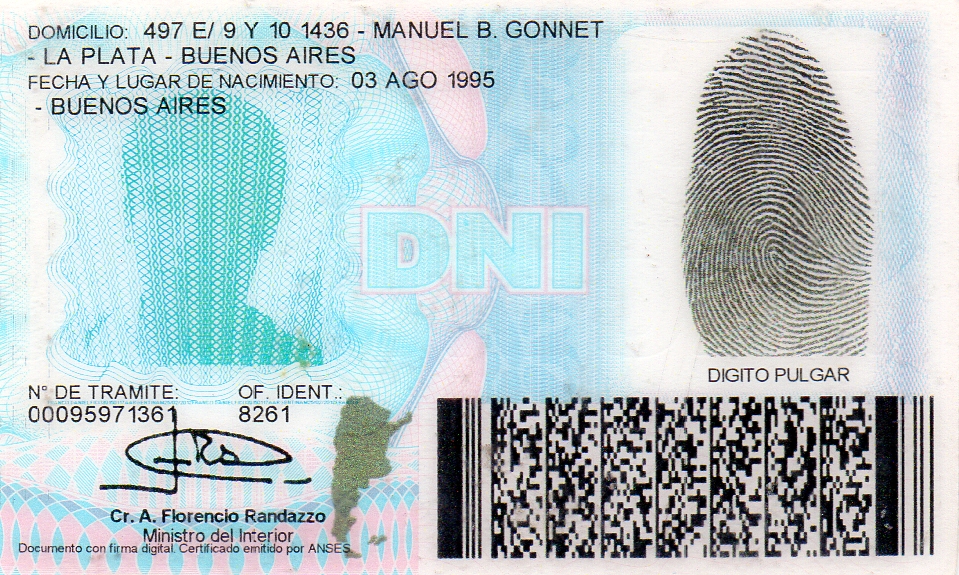 DOMICILIO: 497 E/ 9 Y 10 1436 - MANUEL B. GONNET
- LA PLATA - BUENOS AIRES
FECHA Y LUGAR DE NACIMIENTO: 03 AGO 1995
- BUENOS AIRES
DNI
DIGITO PULGAR
N° DE TRAMITE: OF. IDENT.:
00095971361 8261
Cr. A. Florencio Randazzo
Ministro del Interior
Documento con firma digital. Certificado emitido por ANSES